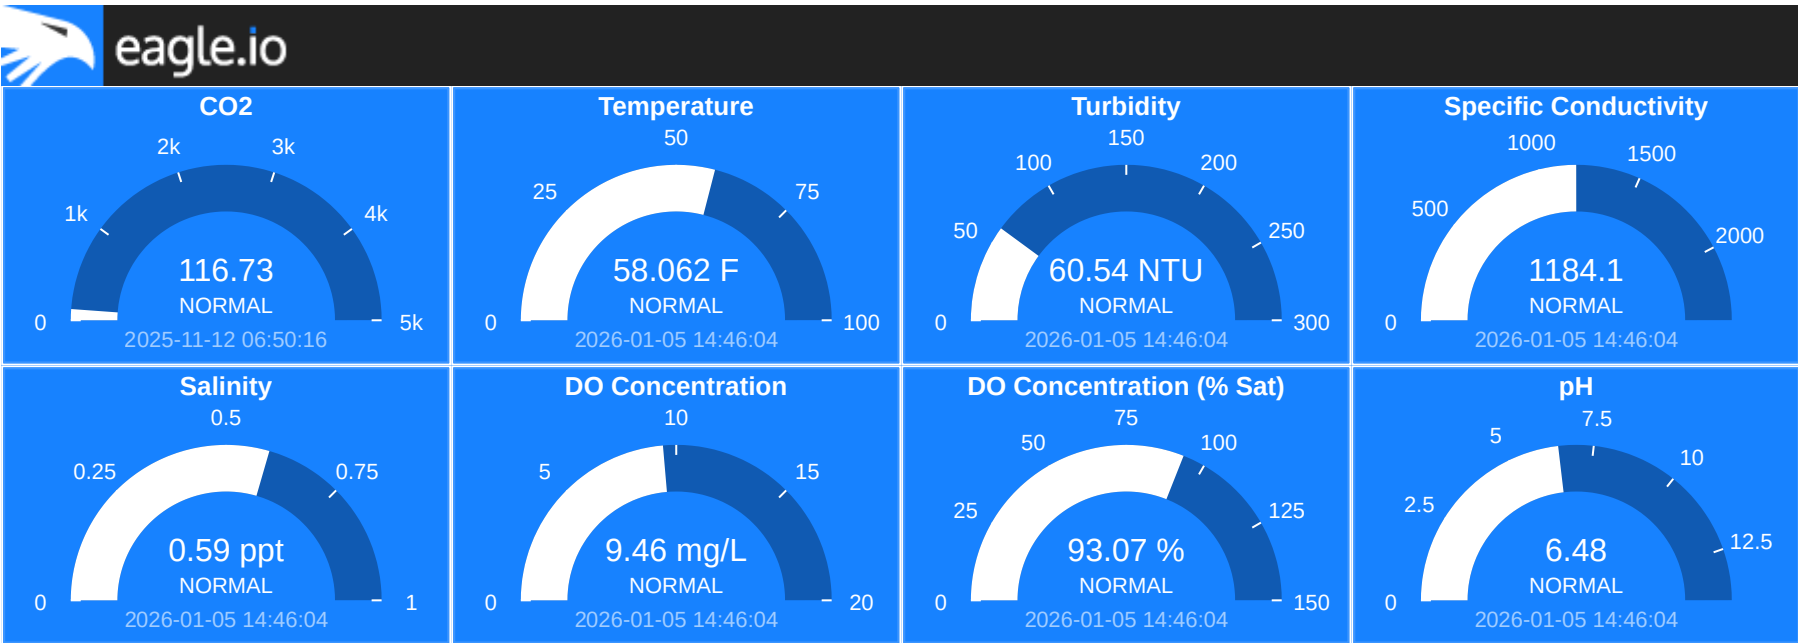 eagle.io
CO2
0
1k
2k
3k
4k
5k
116.73
NORMAL
2025-11-12 06:50:16
Temperature
0
25
50
75
100
58.062 F
NORMAL
2026-01-05 14:46:04
Turbidity
0
50
100
150
200
250
300
60.54 NTU
NORMAL
2026-01-05 14:46:04
Specific Conductivity
0
500
1000
1500
2000
1184.1
NORMAL
2026-01-05 14:46:04
Salinity
0
0.25
0.5
0.75
1
0.59 ppt
NORMAL
2026-01-05 14:46:04
DO Concentration
0
5
10
15
20
9.46 mg/L
NORMAL
2026-01-05 14:46:04
DO Concentration (% Sat)
0
25
50
75
100
125
150
93.07 %
NORMAL
2026-01-05 14:46:04
pH
0
2.5
5
7.5
10
12.5
6.48
NORMAL
2026-01-05 14:46:04